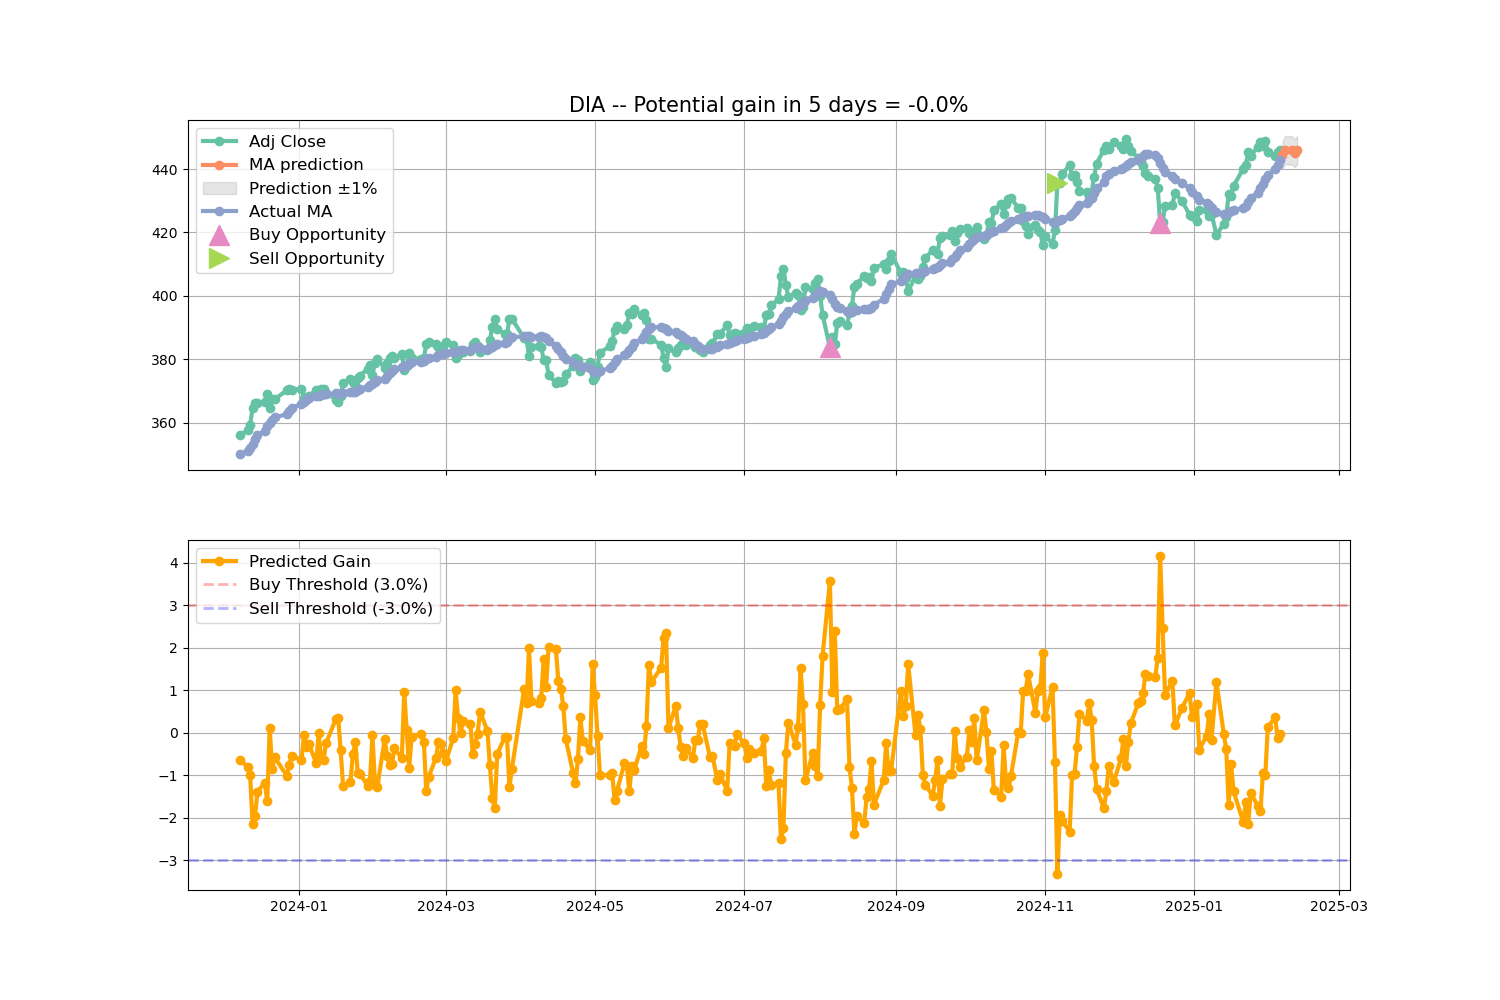 DIA -- Potential gain in 5 days = -0.0%
Adj Close
MA prediction
Prediction ±1%
Actual MA
Buy Opportunity
Sell Opportunity
440
420
400
380
360
Predicted Gain
Buy Threshold (3.0%)
Sell Threshold (-3.0%)
4
3
2
1
0
−1
−2
−3
2024-01 2024-03 2024-05 2024-07 2024-09 2024-11 2025-01 2025-03